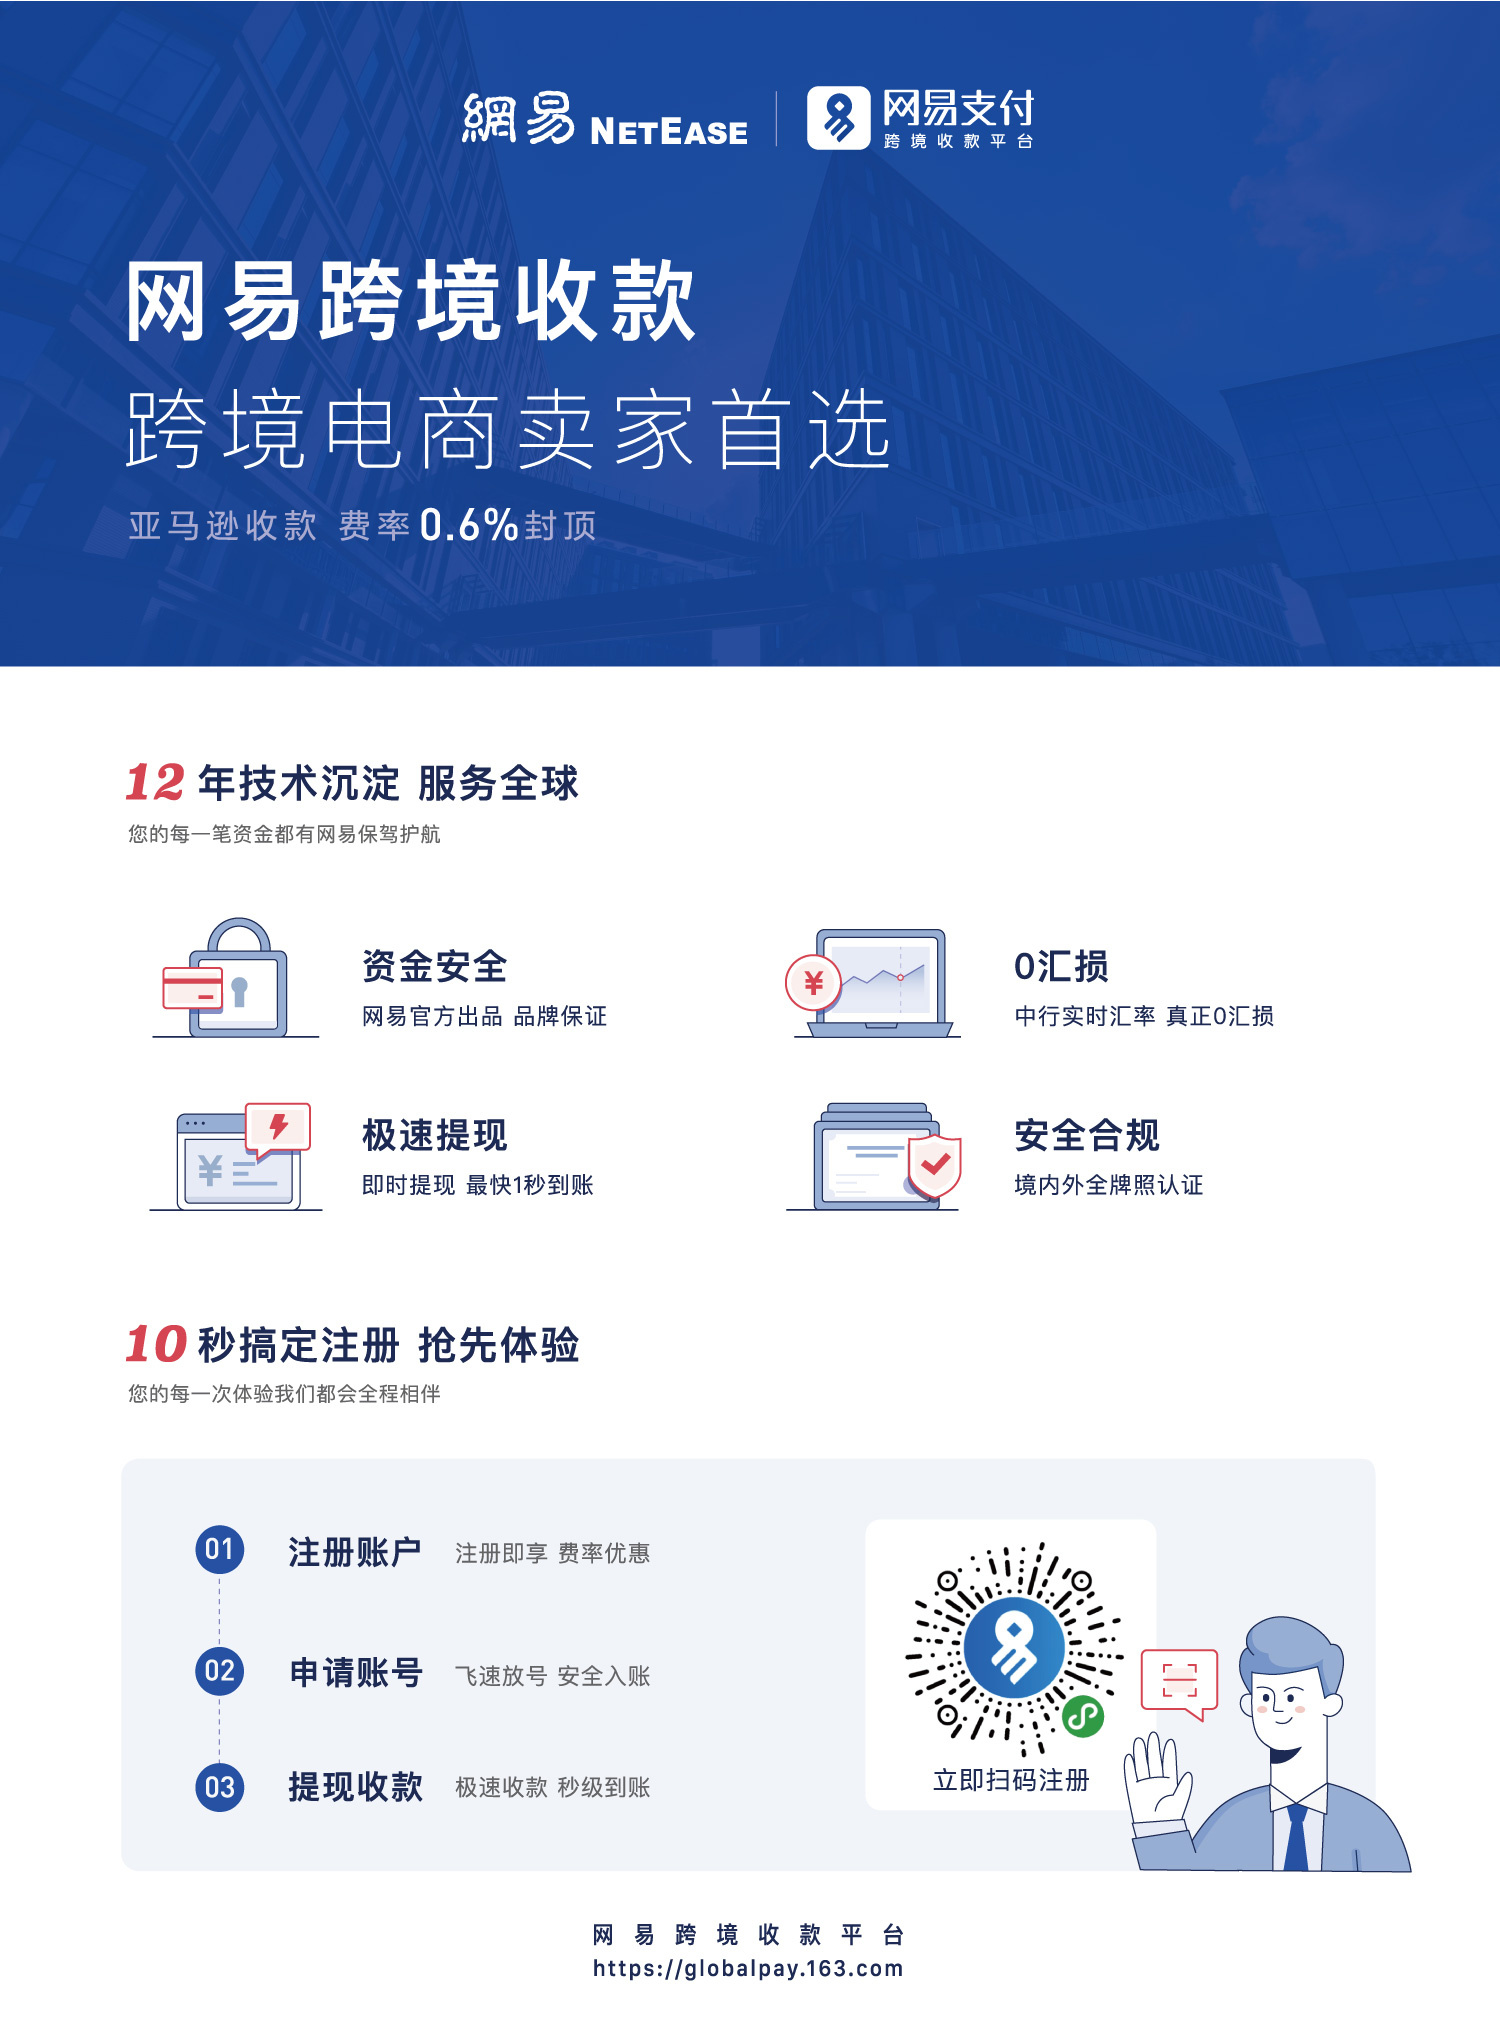 網易 NETEASE 网易支付
跨境收款平台
网易跨境收款
跨境电商卖家首选
亚马逊收款 费率0.6%封顶
12年技术沉淀 服务全球
您的每一笔资金都有网易保驾护航
资金安全
网易官方出品 品牌保证
0汇损
中行实时汇率 真正0汇损
¥
极速提现
即时提现 最快1秒到账
¥
安全合规
境内外全牌照认证
10秒搞定注册 抢先体验
您的每一次体验我们都会全程相伴
01 注册账户 注册即享 费率优惠
02 申请账号 飞速放号 安全入账
03 提现收款 极速收款 秒级到账
立即扫码注册
网易跨境收款平台
https://globalpay.163.com